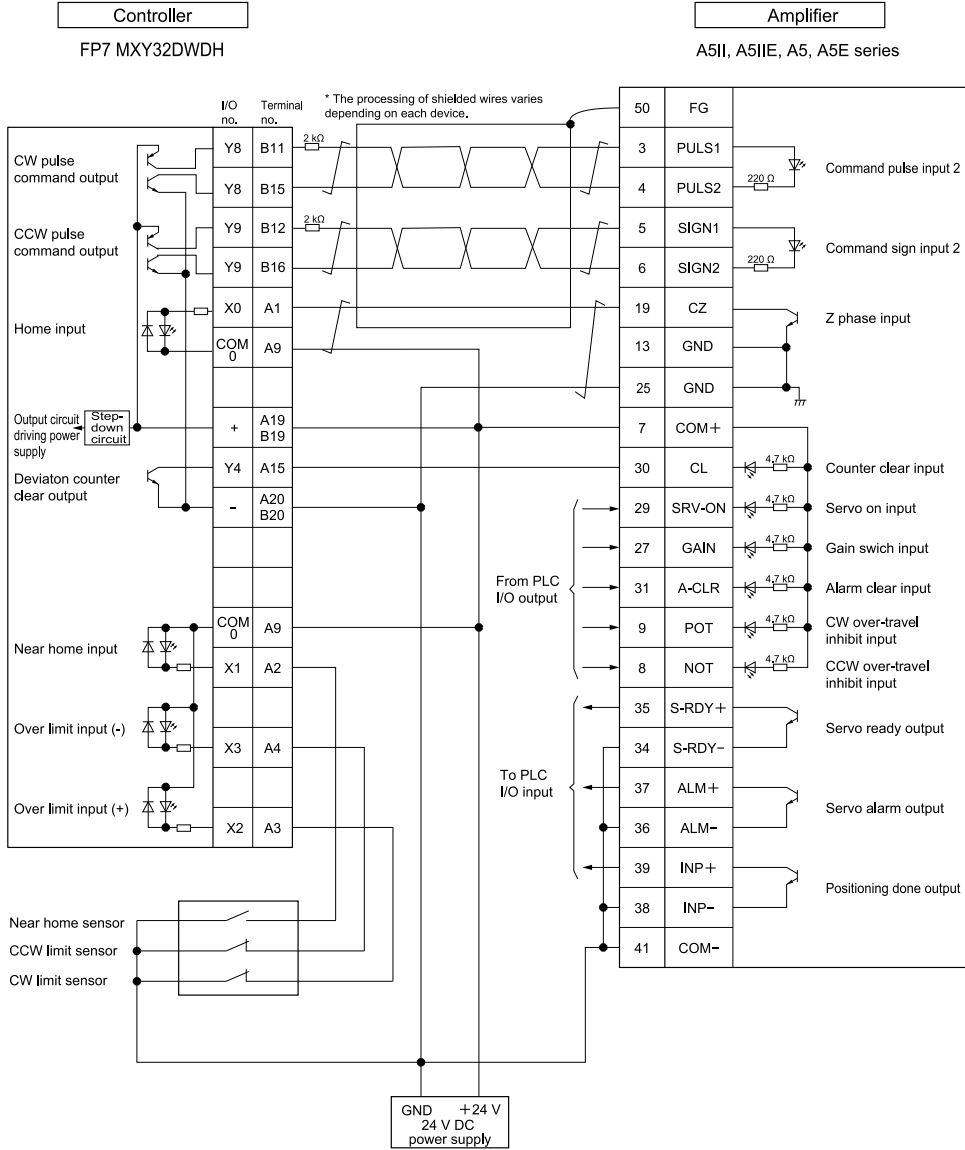 Controller
FP7 MXY32DWDH
Amplifier
A5II, A5IIE, A5, A5E series
I/O no.
Terminal no.
* The processing of shielded wires varies
depending on each device.
CW pulse
command output
Y8 B11 2 kΩ
Y8 B15
CCW pulse
command output
Y9 B12 2 kΩ
Y9 B16
Home input
X0 A1
COM 0 A9
Output circuit
driving power
supply
Step-
down
circuit
+ A19 B19
Deviaton counter
clear output
Y4 A15
- A20 B20
Near home input
COM 0 A9
X1 A2
Over limit input (-)
X3 A4
Over limit input (+)
X2 A3
Near home sensor
CCW limit sensor
CW limit sensor
GND +24 V
24 V DC
power supply
From PLC
I/O output
To PLC
I/O input
50 FG
3 PULS1
4 PULS2 220 Ω
Command pulse input 2
5 SIGN1
6 SIGN2 220 Ω
Command sign input 2
19 CZ
Z phase input
13 GND
25 GND
7 COM+
30 CL 4.7 kΩ Counter clear input
29 SRV-ON 4.7 kΩ Servo on input
27 GAIN 4.7 kΩ Gain swich input
31 A-CLR 4.7 kΩ Alarm clear input
9 POT 4.7 kΩ CW over-travel
inhibit input
8 NOT 4.7 kΩ CCW over-travel
inhibit input
35 S-RDY+
Servo ready output
34 S-RDY-
37 ALM+
Servo alarm output
36 ALM-
39 INP+
Positioning done output
38 INP-
41 COM-